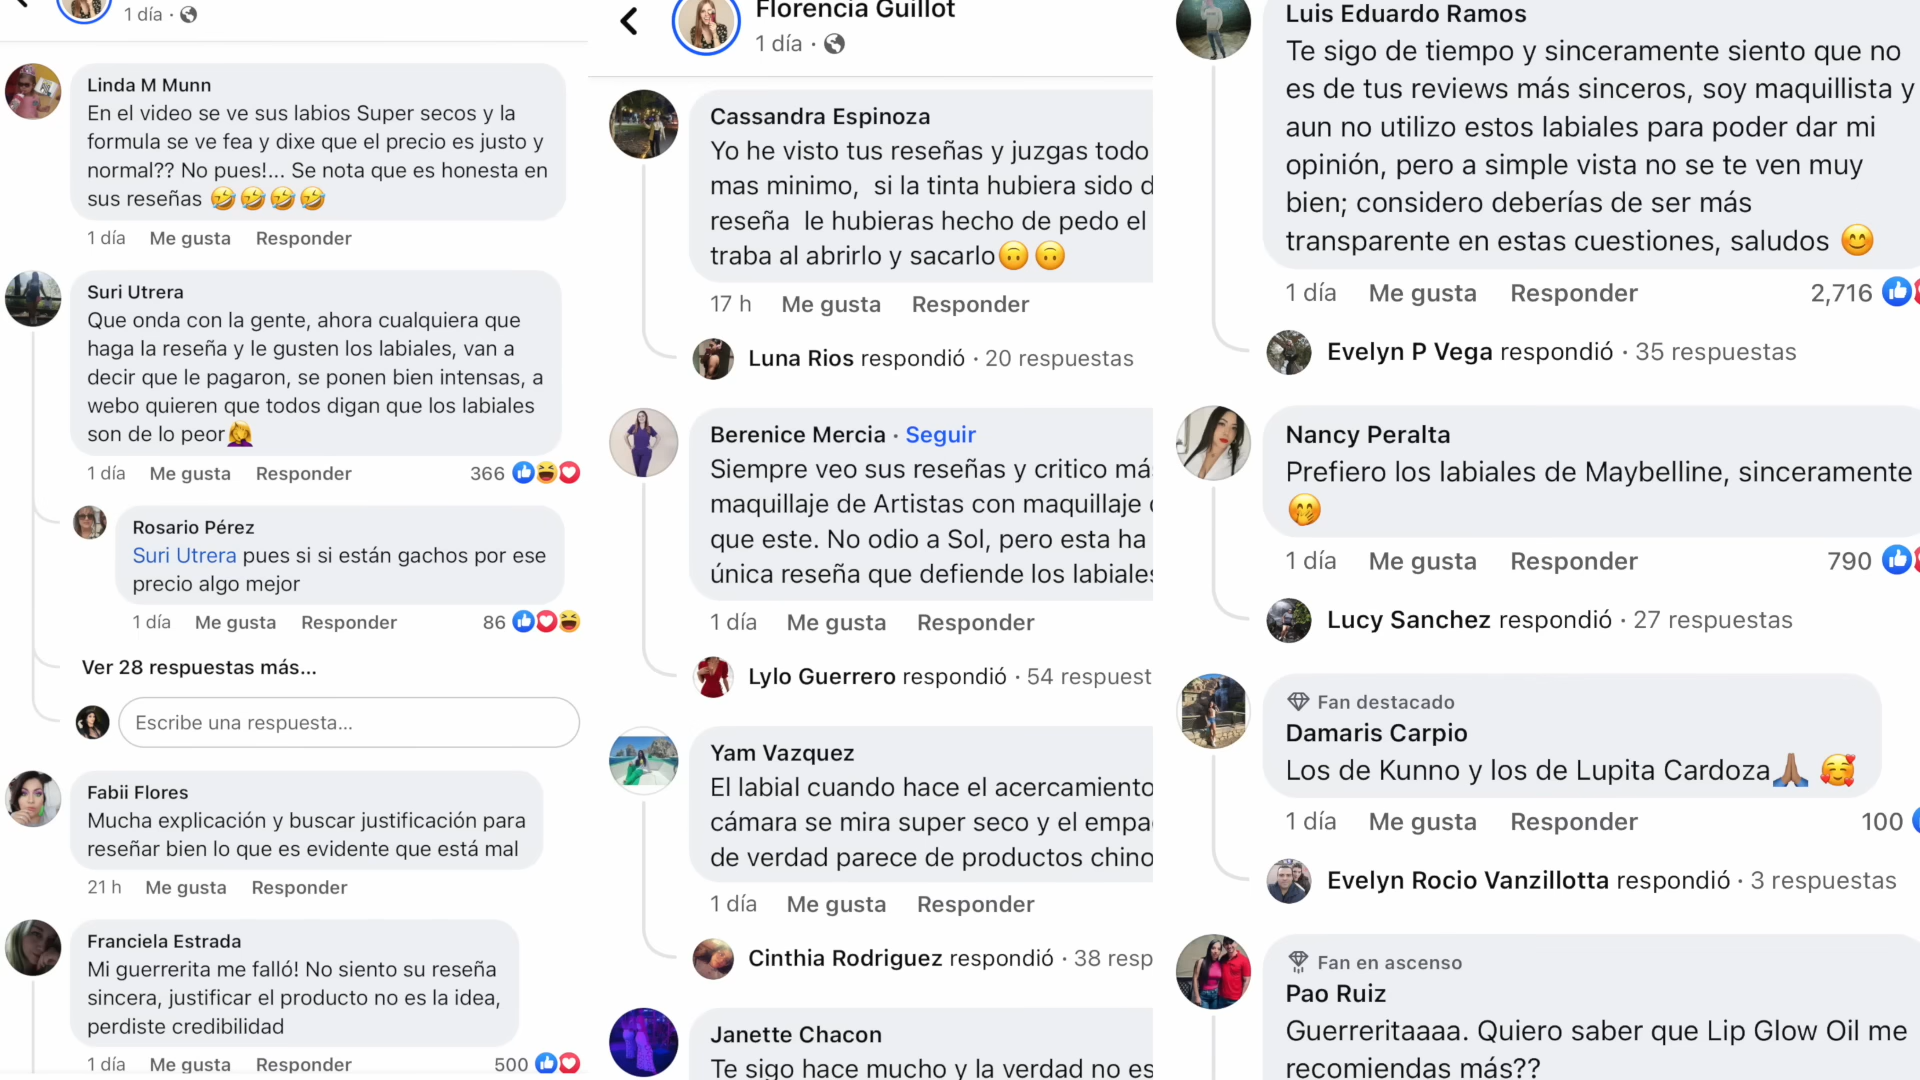 1 día ·
Linda M Munn
En el video se ve sus labios Super secos y la
formula se ve fea y dixe que el precio es justo y
normal?? No pues!... Se nota que es honesta en
sus reseñas 🤣🤣🤣🤣
1 día Me gusta Responder
Suri Utrera
Que onda con la gente, ahora cualquiera que
haga la reseña y le gusten los labiales, van a
decir que le pagaron, se ponen bien intensas, a
webo quieren que todos digan que los labiales
son de lo peor🤦‍♀️
1 día Me gusta Responder 366
Rosario Pérez
Suri Utrera pues si si están gachos por ese
precio algo mejor
1 día Me gusta Responder 86
Ver 28 respuestas más...
Escribe una respuesta...
Fabii Flores
Mucha explicación y buscar justificación para
reseñar bien lo que es evidente que está mal
21 h Me gusta Responder
Franciela Estrada
Mi guerrerita me falló! No siento su reseña
sincera, justificar el producto no es la idea,
perdiste credibilidad
1 día Me gusta Responder 500
Florencia Guillot
1 día ·
Cassandra Espinoza
Yo he visto tus reseñas y juzgas todo
mas minimo, si la tinta hubiera sido d
reseña le hubieras hecho de pedo el
traba al abrirlo y sacarlo🙃🙃
17 h Me gusta Responder
Luna Rios respondió · 20 respuestas
Berenice Mercia · Seguir
Siempre veo sus reseñas y critico más
maquillaje de Artistas con maquillaje
que este. No odio a Sol, pero esta ha
única reseña que defiende los labiales
1 día Me gusta Responder
Lylo Guerrero respondió · 54 respuest
Yam Vazquez
El labial cuando hace el acercamiento
cámara se mira super seco y el empa
de verdad parece de productos chino
1 día Me gusta Responder
Cinthia Rodriguez respondió · 38 resp
Janette Chacon
Te sigo hace mucho y la verdad no es
Luis Eduardo Ramos
Te sigo de tiempo y sinceramente siento que no
es de tus reviews más sinceros, soy maquillista y
aun no utilizo estos labiales para poder dar mi
opinión, pero a simple vista no se te ven muy
bien; considero deberías de ser más
transparente en estas cuestiones, saludos 😊
1 día Me gusta Responder 2,716
Evelyn P Vega respondió · 35 respuestas
Nancy Peralta
Prefiero los labiales de Maybelline, sinceramente
🤭
1 día Me gusta Responder 790
Lucy Sanchez respondió · 27 respuestas
Fan destacado
Damaris Carpio
Los de Kunno y los de Lupita Cardoza🙏🏽 🥰
1 día Me gusta Responder 100
Evelyn Rocio Vanzillotta respondió · 3 respuestas
Fan en ascenso
Pao Ruiz
Guerreritaaaa. Quiero saber que Lip Glow Oil me
recomiendas más??